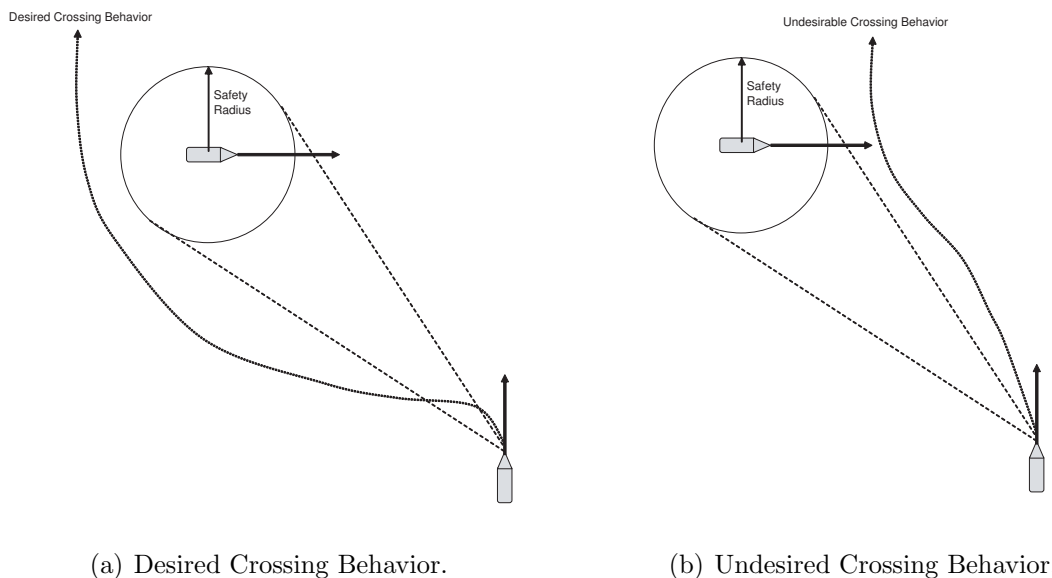 Desired Crossing Behavior
Safety
Radius
(a) Desired Crossing Behavior.
Undesirable Crossing Behavior
Safety
Radius
(b) Undesired Crossing Behavior